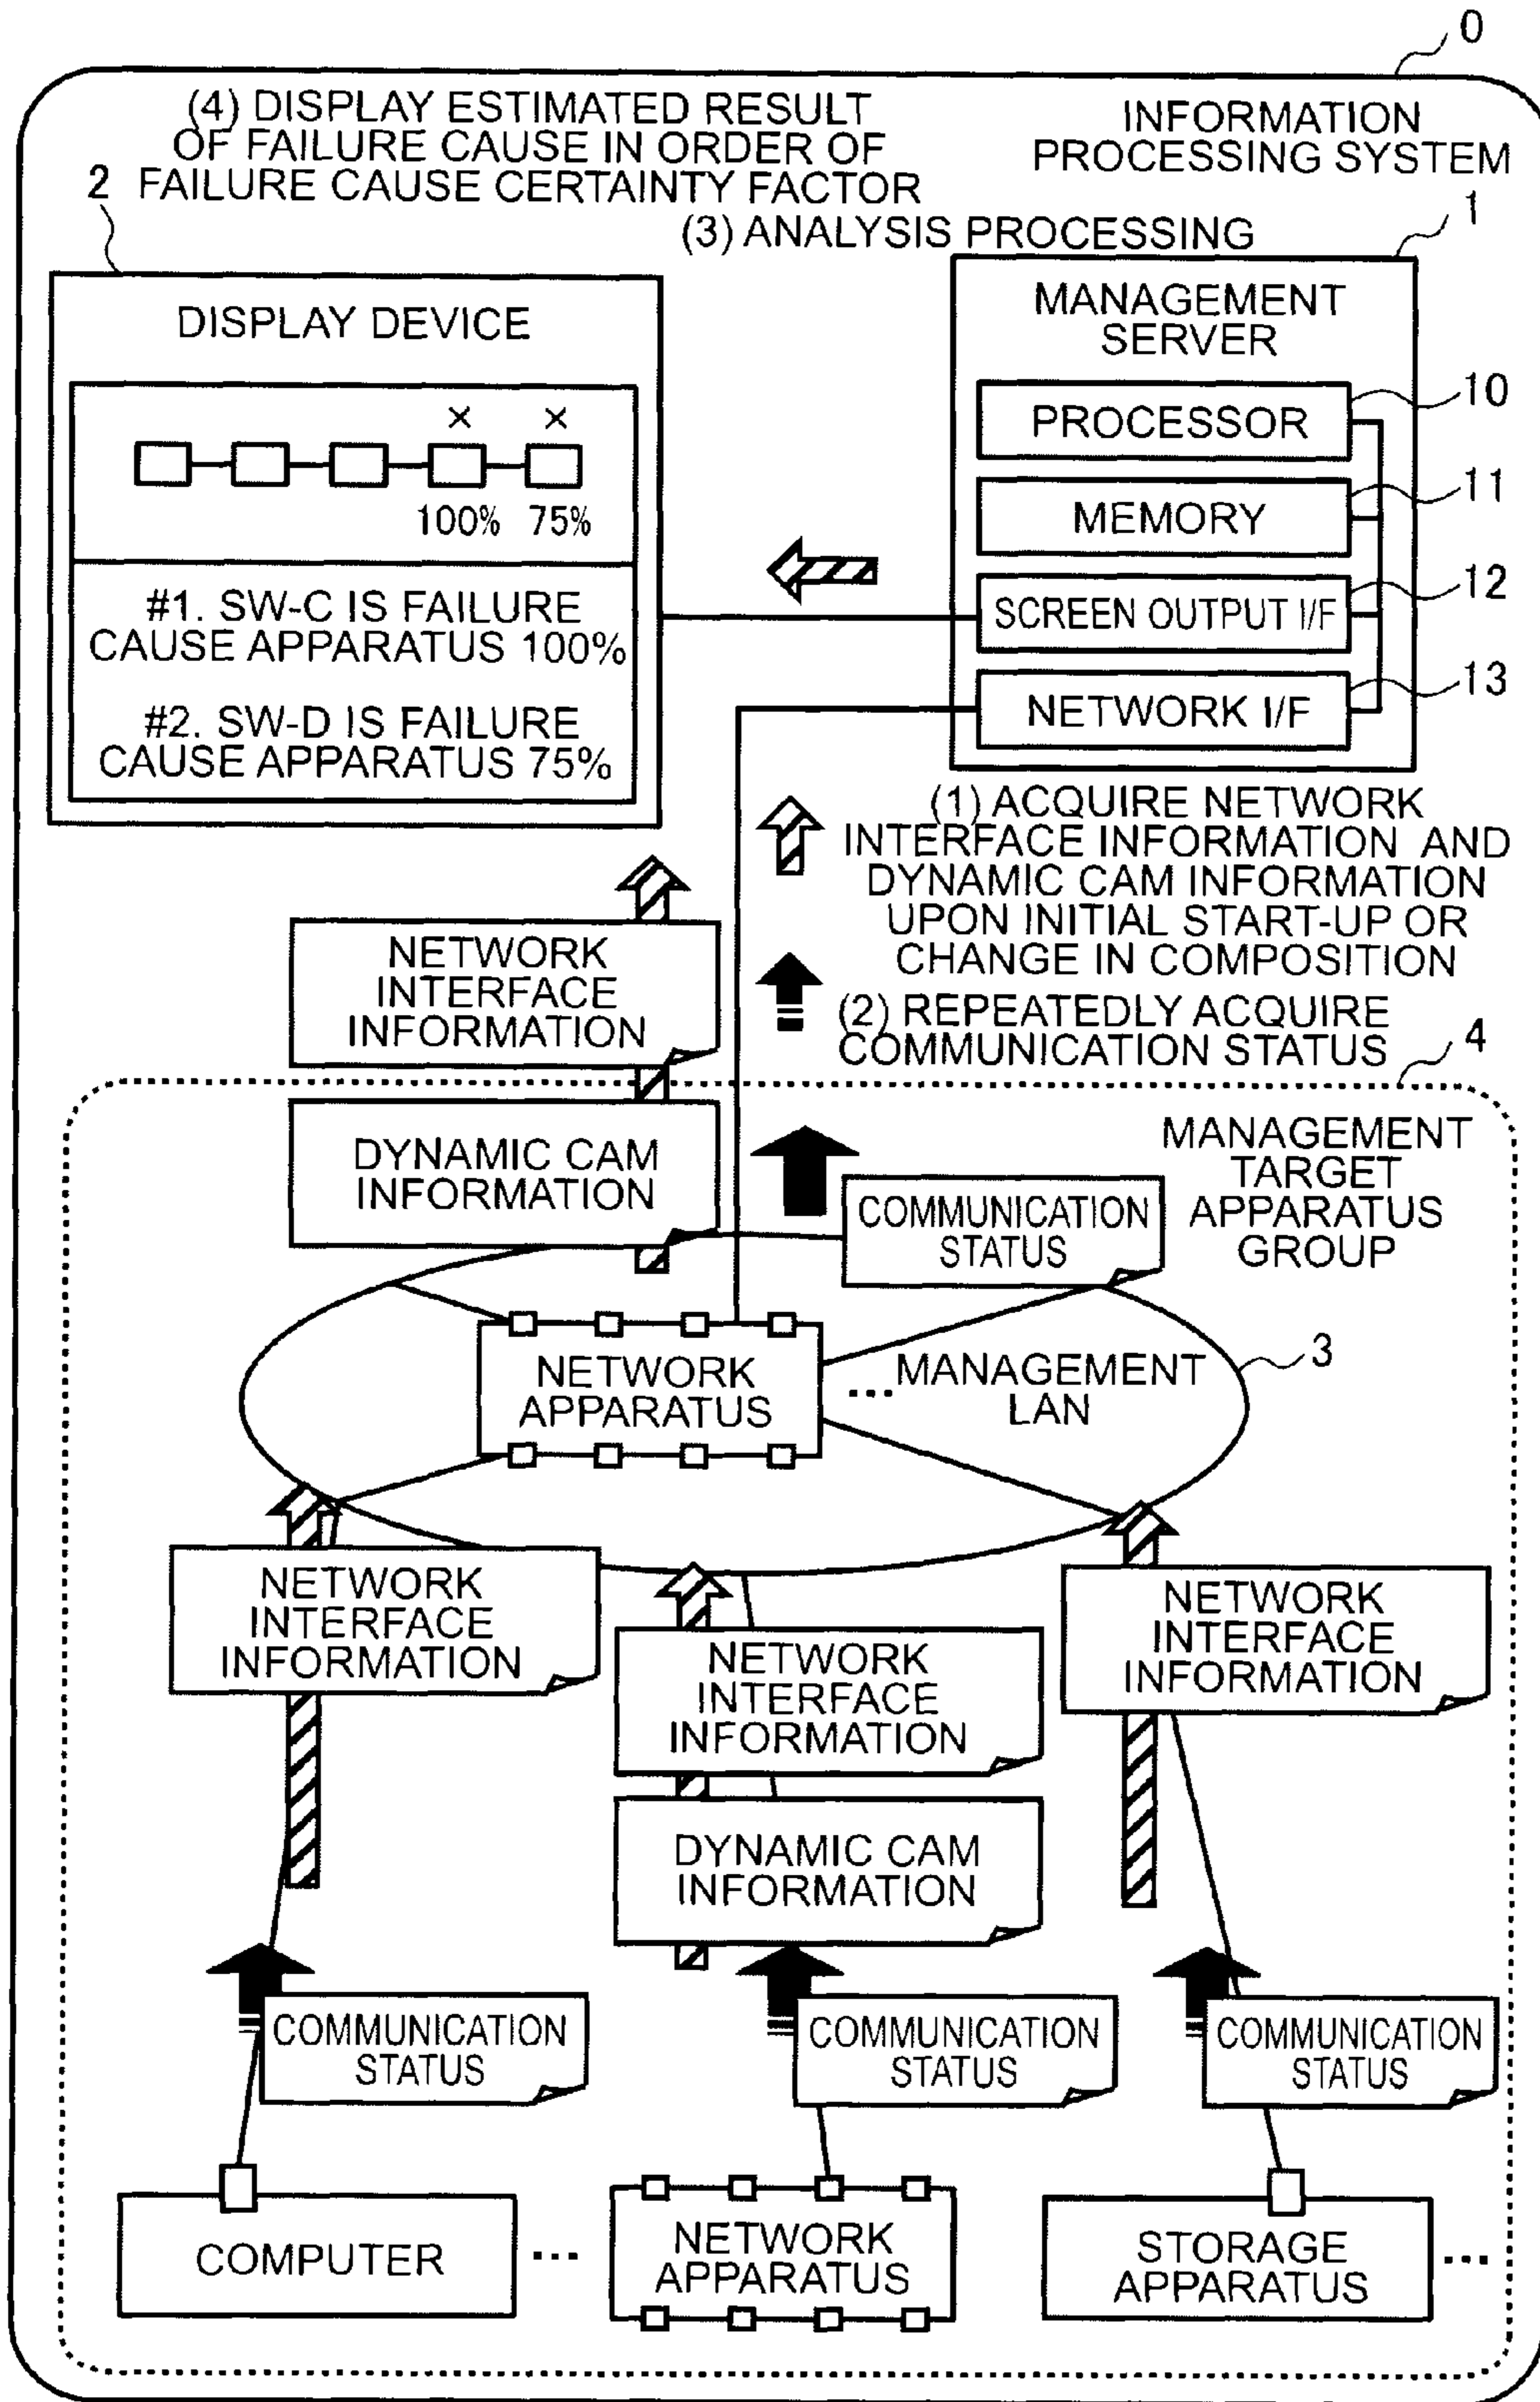 0
(4) DISPLAY ESTIMATED RESULT
OF FAILURE CAUSE IN ORDER OF
FAILURE CAUSE CERTAINTY FACTOR
INFORMATION
PROCESSING SYSTEM
2
(3) ANALYSIS PROCESSING
1
DISPLAY DEVICE
× ×
100% 75%
#1. SW-C IS FAILURE
CAUSE APPARATUS 100%
#2. SW-D IS FAILURE
CAUSE APPARATUS 75%
MANAGEMENT
SERVER
PROCESSOR
10
MEMORY
11
SCREEN OUTPUT I/F
12
NETWORK I/F
13
(1) ACQUIRE NETWORK
INTERFACE INFORMATION AND
DYNAMIC CAM INFORMATION
UPON INITIAL START-UP OR
CHANGE IN COMPOSITION
(2) REPEATEDLY ACQUIRE
COMMUNICATION STATUS
4
NETWORK
INTERFACE
INFORMATION
DYNAMIC CAM
INFORMATION
COMMUNICATION
STATUS
MANAGEMENT
TARGET
APPARATUS
GROUP
NETWORK
APPARATUS
...
MANAGEMENT
LAN
3
NETWORK
INTERFACE
INFORMATION
NETWORK
INTERFACE
INFORMATION
NETWORK
INTERFACE
INFORMATION
DYNAMIC CAM
INFORMATION
COMMUNICATION
STATUS
COMMUNICATION
STATUS
COMMUNICATION
STATUS
COMPUTER
...
NETWORK
APPARATUS
STORAGE
APPARATUS
...